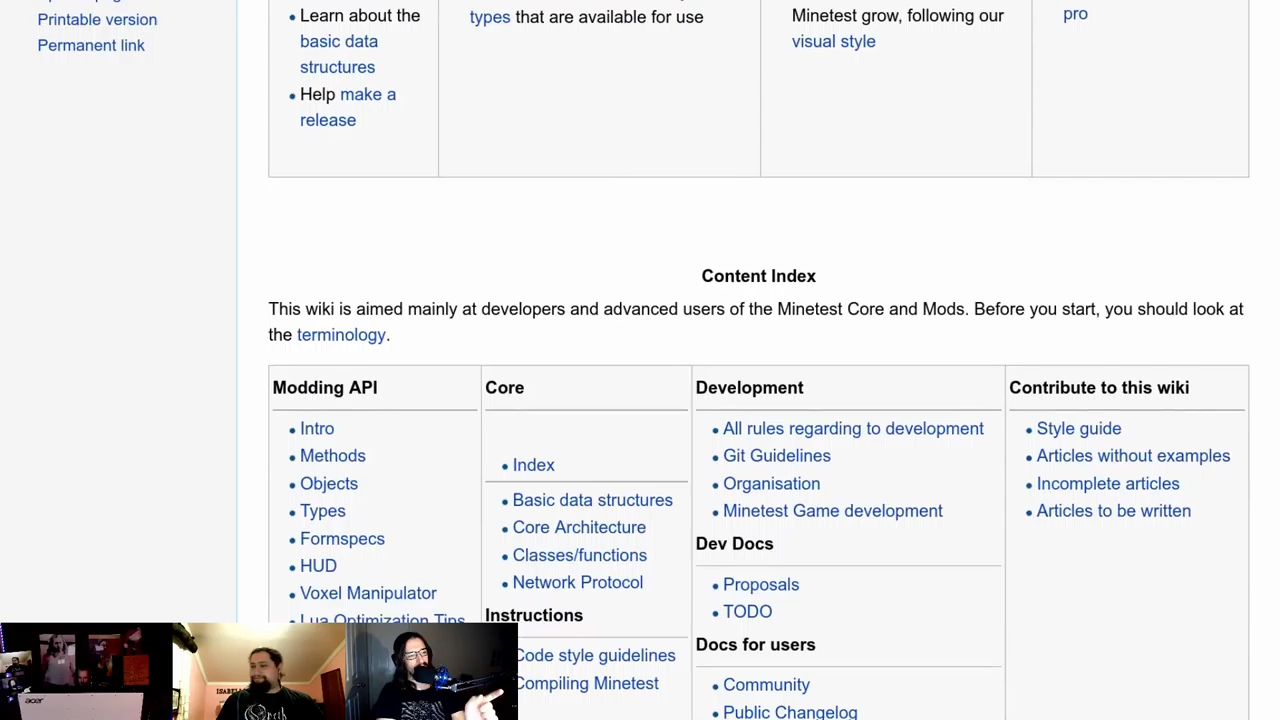 Printable version
Permanent link
Learn about the
basic data
structures
Help make a
release
types that are available for use
Minetest grow, following our
visual style
pro
Content Index
This wiki is aimed mainly at developers and advanced users of the Minetest Core and Mods. Before you start, you should look at
the terminology.
Modding API
Intro
Methods
Objects
Types
Formspecs
HUD
Voxel Manipulator
Lua Optimization Tips
Core
Index
Basic data structures
Core Architecture
Classes/functions
Network Protocol
Instructions
Code style guidelines
Compiling Minetest
Development
All rules regarding to development
Git Guidelines
Organisation
Minetest Game development
Dev Docs
Proposals
TODO
Docs for users
Community
Public Changelog
Contribute to this wiki
Style guide
Articles without examples
Incomplete articles
Articles to be written
acer
Opeth